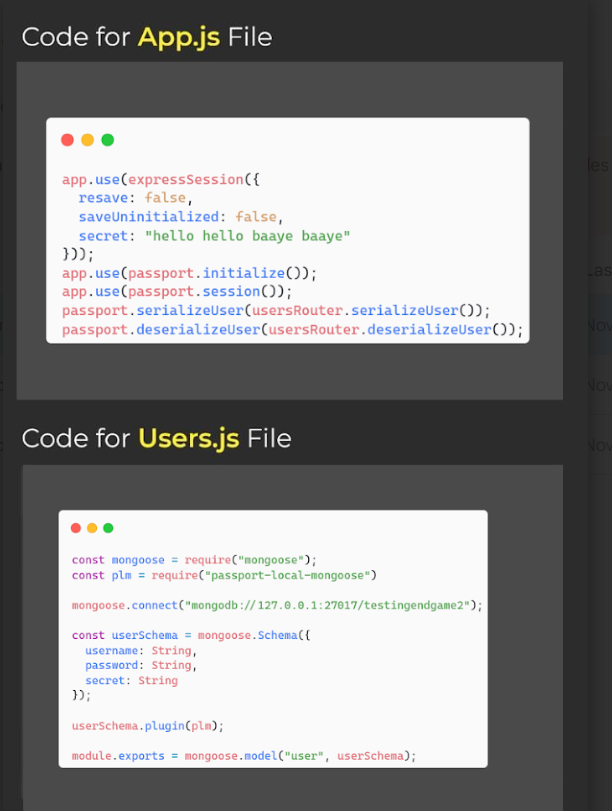 Code for App.js File
app.use(expressSession({
  resave: false,
  saveUninitialized: false,
  secret: "hello hello baaye baaye"
}));
app.use(passport.initialize());
app.use(passport.session());
passport.serializeUser(usersRouter.serializeUser());
passport.deserializeUser(usersRouter.deserializeUser());
Code for Users.js File
const mongoose = require("mongoose");
const plm = require("passport-local-mongoose")
mongoose.connect("mongodb://127.0.0.1:27017/testingendgame2");
const userSchema = mongoose.Schema({
  username: String,
  password: String,
  secret: String
});
userSchema.plugin(plm);
module.exports = mongoose.model("user", userSchema);